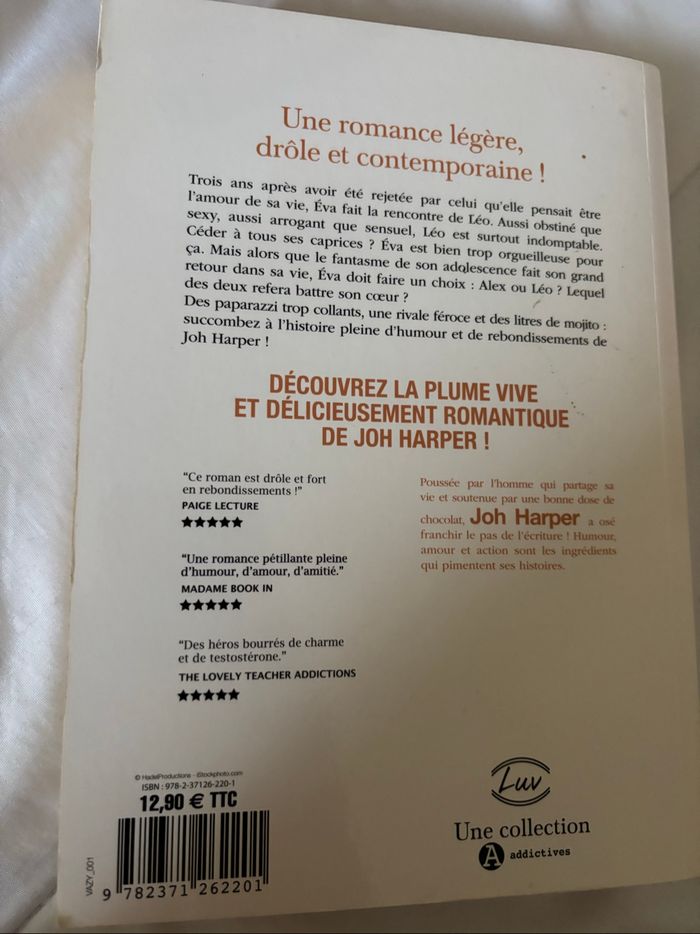 Une romance légère,
drôle et contemporaine !
Trois ans après avoir été rejetée par celui qu'elle pensait être
l'amour de sa vie, Éva fait la rencontre de Léo. Aussi obstiné que
sexy, aussi arrogant que sensuel, Léo est surtout indomptable.
Céder à tous ses caprices ? Éva est bien trop orgueilleuse pour
ça. Mais alors que le fantasme de son adolescence fait son grand
retour dans sa vie, Éva doit faire un choix : Alex ou Léo ? Lequel
des deux refera battre son cœur ?
Des paparazzi trop collants, une rivale féroce et des litres de mojito :
succombez à l'histoire pleine d'humour et de rebondissements de
Joh Harper !
DÉCOUVREZ LA PLUME VIVE
ET DÉLICIEUSEMENT ROMANTIQUE
DE JOH HARPER !
"Ce roman est drôle et fort
en rebondissements !"
PAIGE LECTURE
★★★★★
"Une romance pétillante pleine
d'humour, d'amour, d'amitié."
MADAME BOOK IN
★★★★★
"Des héros bourrés de charme
et de testostérone."
THE LOVELY TEACHER ADDICTIONS
★★★★★
Poussée par l'homme qui partage sa
vie et soutenue par une bonne dose de
chocolat, Joh Harper a osé
franchir le pas de l'écriture ! Humour,
amour et action sont les ingrédients
qui pimentent ses histoires.
© HadelProductions - iStockphoto.com
ISBN : 978-2-37126-220-1
12,90 € TTC
VAZY_001
9 782371 262201
Luv
Une collection
A addictives